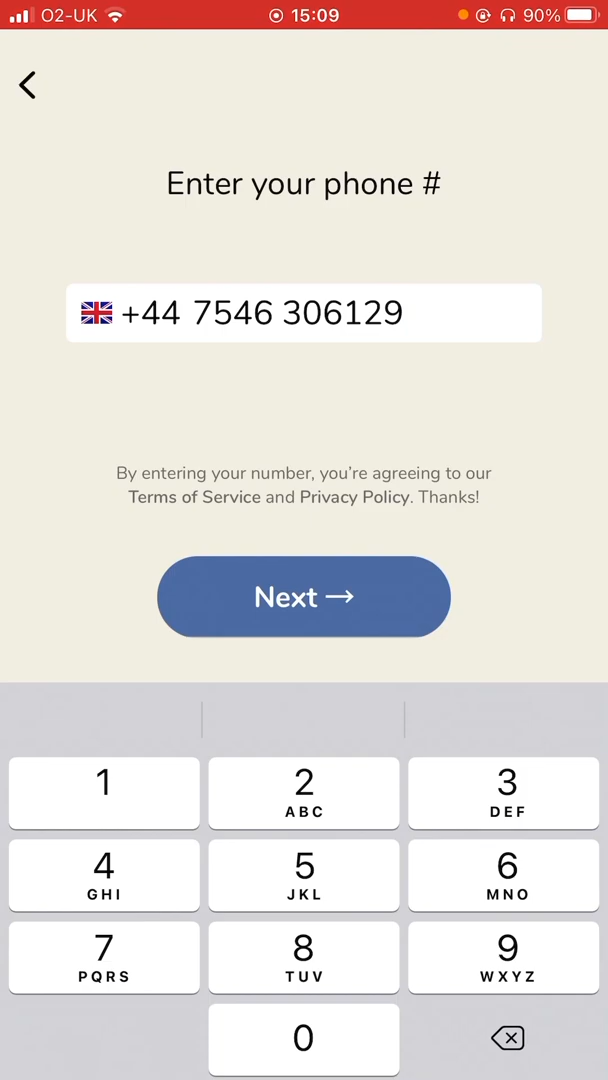 O2-UK 15:09 90%
Enter your phone #
+44 7546 306129
By entering your number, you're agreeing to our
Terms of Service and Privacy Policy. Thanks!
Next →
1 2 3
ABC DEF
4 5 6
GHI JKL MNO
7 8 9
PQRS TUV WXYZ
0